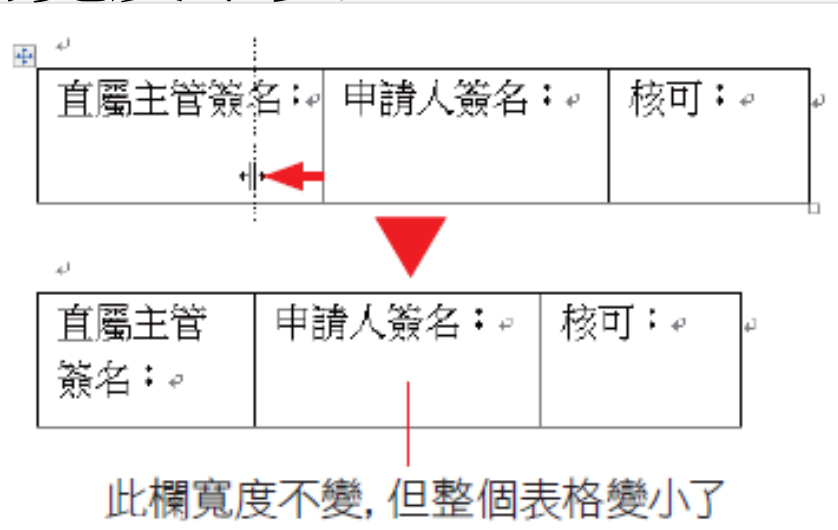 直屬主管簽名：
申請人簽名：
核可：
直屬主管
簽名：
申請人簽名：
核可：
此欄寬度不變, 但整個表格變小了